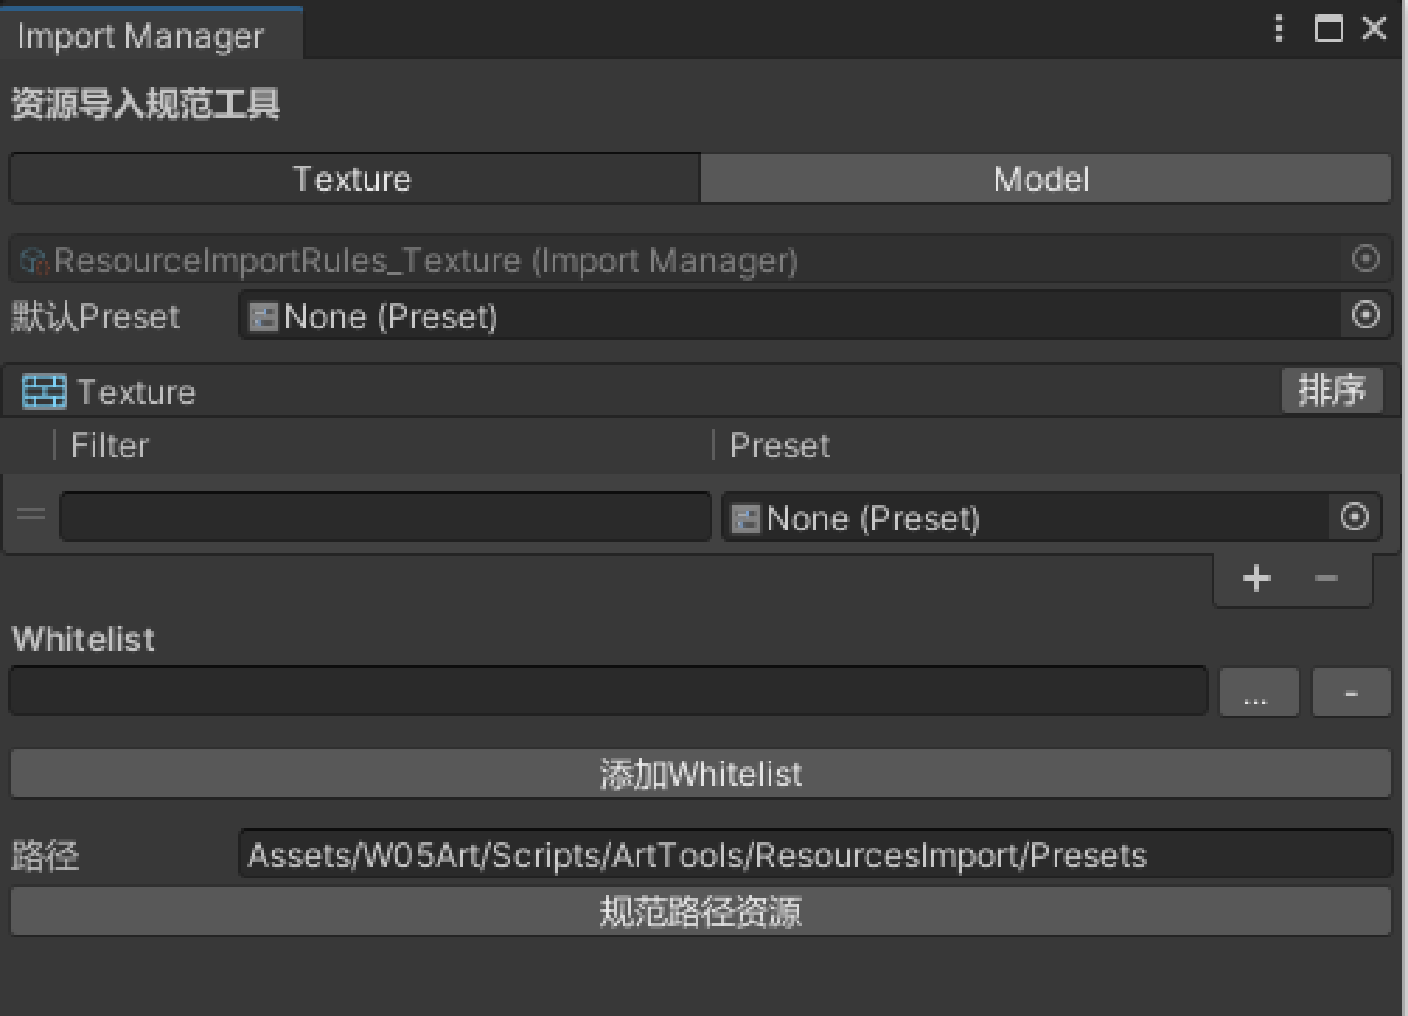 Import Manager
资源导入规范工具
Texture Model
ResourceImportRules_Texture (Import Manager)
默认Preset None (Preset)
Texture 排序
Filter Preset
None (Preset)
+ -
Whitelist
... -
添加Whitelist
路径 Assets/W05Art/Scripts/ArtTools/ResourcesImport/Presets
规范路径资源